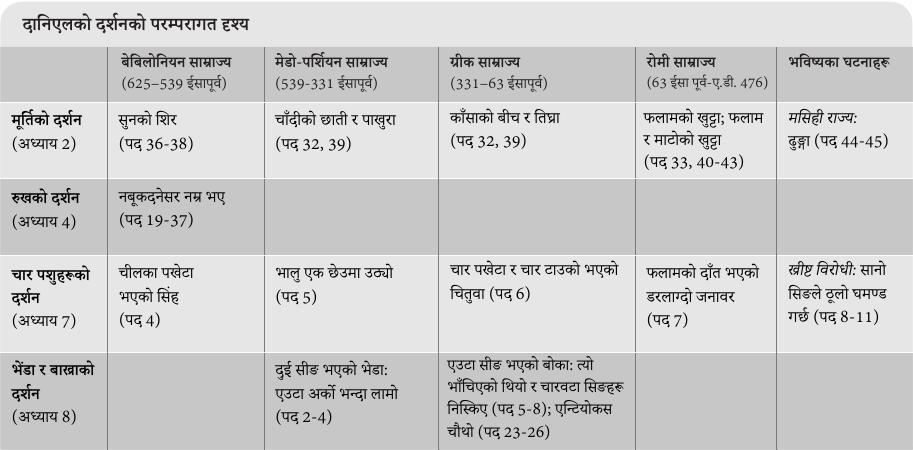 दानिएलको दर्शनको परम्परागत दृश्य
बेबिलोनियन साम्राज्य
(625–539 ईसापूर्व)
मेडो-पर्शियन साम्राज्य
(539-331 ईसापूर्व)
ग्रीक साम्राज्य
(331–63 ईसापूर्व)
रोमी साम्राज्य
(63 ईसा पूर्व-ए.डी. 476)
भविष्यका घटनाहरू
मूर्तिको दर्शन
(अध्याय 2)
सुनको शिर
(पद 36-38)
चाँदीको छाती र पाखुरा
(पद 32, 39)
काँसाको बीच र तिघ्रा
(पद 32, 39)
फलामको खुट्टा; फलाम
र माटोको खुट्टा
(पद 33, 40-43)
मसिही राज्य:
ढुङ्गा (पद 44-45)
रुखको दर्शन
(अध्याय 4)
नबूकदनेसर नम्र भए
(पद 19-37)
चार पशुहरूको
दर्शन
(अध्याय 7)
चीलका पखेटा
भएको सिंह
(पद 4)
भालु एक छेउमा उठ्यो
(पद 5)
चार पखेटा र चार टाउको भएको
चितुवा (पद 6)
फलामको दाँत भएको
डरलाग्दो जनावर
(पद 7)
ख्रीष्ट विरोधी: सानो
सिङले ठूलो घमण्ड
गर्छ (पद 8-11)
भेंडा र बाख्राको
दर्शन
(अध्याय 8)
दुई सीङ भएको भेडा:
एउटा अर्को भन्दा लामो
(पद 2-4)
एउटा सीङ भएको बोका: त्यो
भाँचिएको थियो र चारवटा सिङहरू
निस्किए (पद 5-8); एन्टियोकस
चौथो (पद 23-26)